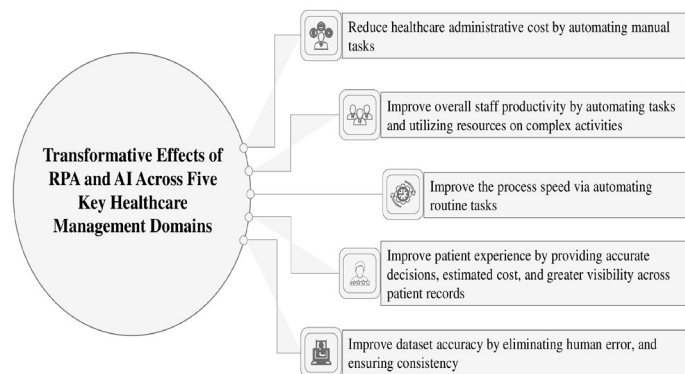 Transformative Effects of
RPA and AI Across Five
Key Healthcare
Management Domains
Reduce healthcare administrative cost by automating manual
tasks
Improve overall staff productivity by automating tasks
and utilizing resources on complex activities
Improve the process speed via automating
routine tasks
Improve patient experience by providing accurate
decisions, estimated cost, and greater visibility across
patient records
Improve dataset accuracy by eliminating human error, and
ensuring consistency